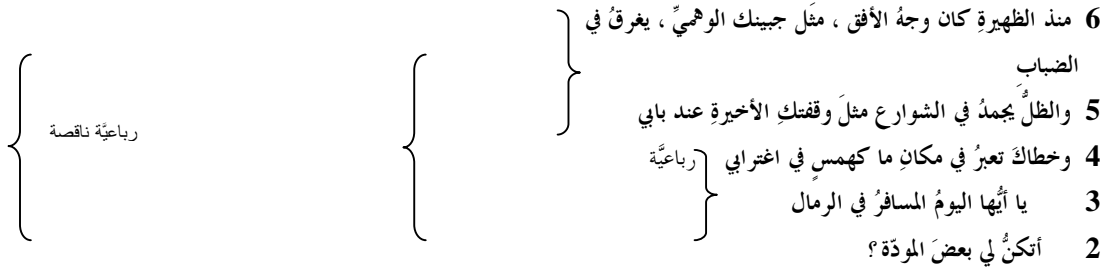 6 منذ الظهيرةِ كان وجهُ الأفق ، مثَل جبينك الوهميِّ ، يغرقُ في
الضبابِ
5 والظلُّ يجمدُ في الشوارع مثلَ وقفتكِ الأخيرةِ عند بابي
4 وخطاكَ تعبرُ في مكانِ ما كهمسٍ في اغترابي
3 يا أيُّها اليومُ المسافرُ في الرمال
2 أتكنُّ لي بعضَ المودّة ؟
رباعيَّة
رباعيَّة ناقصة